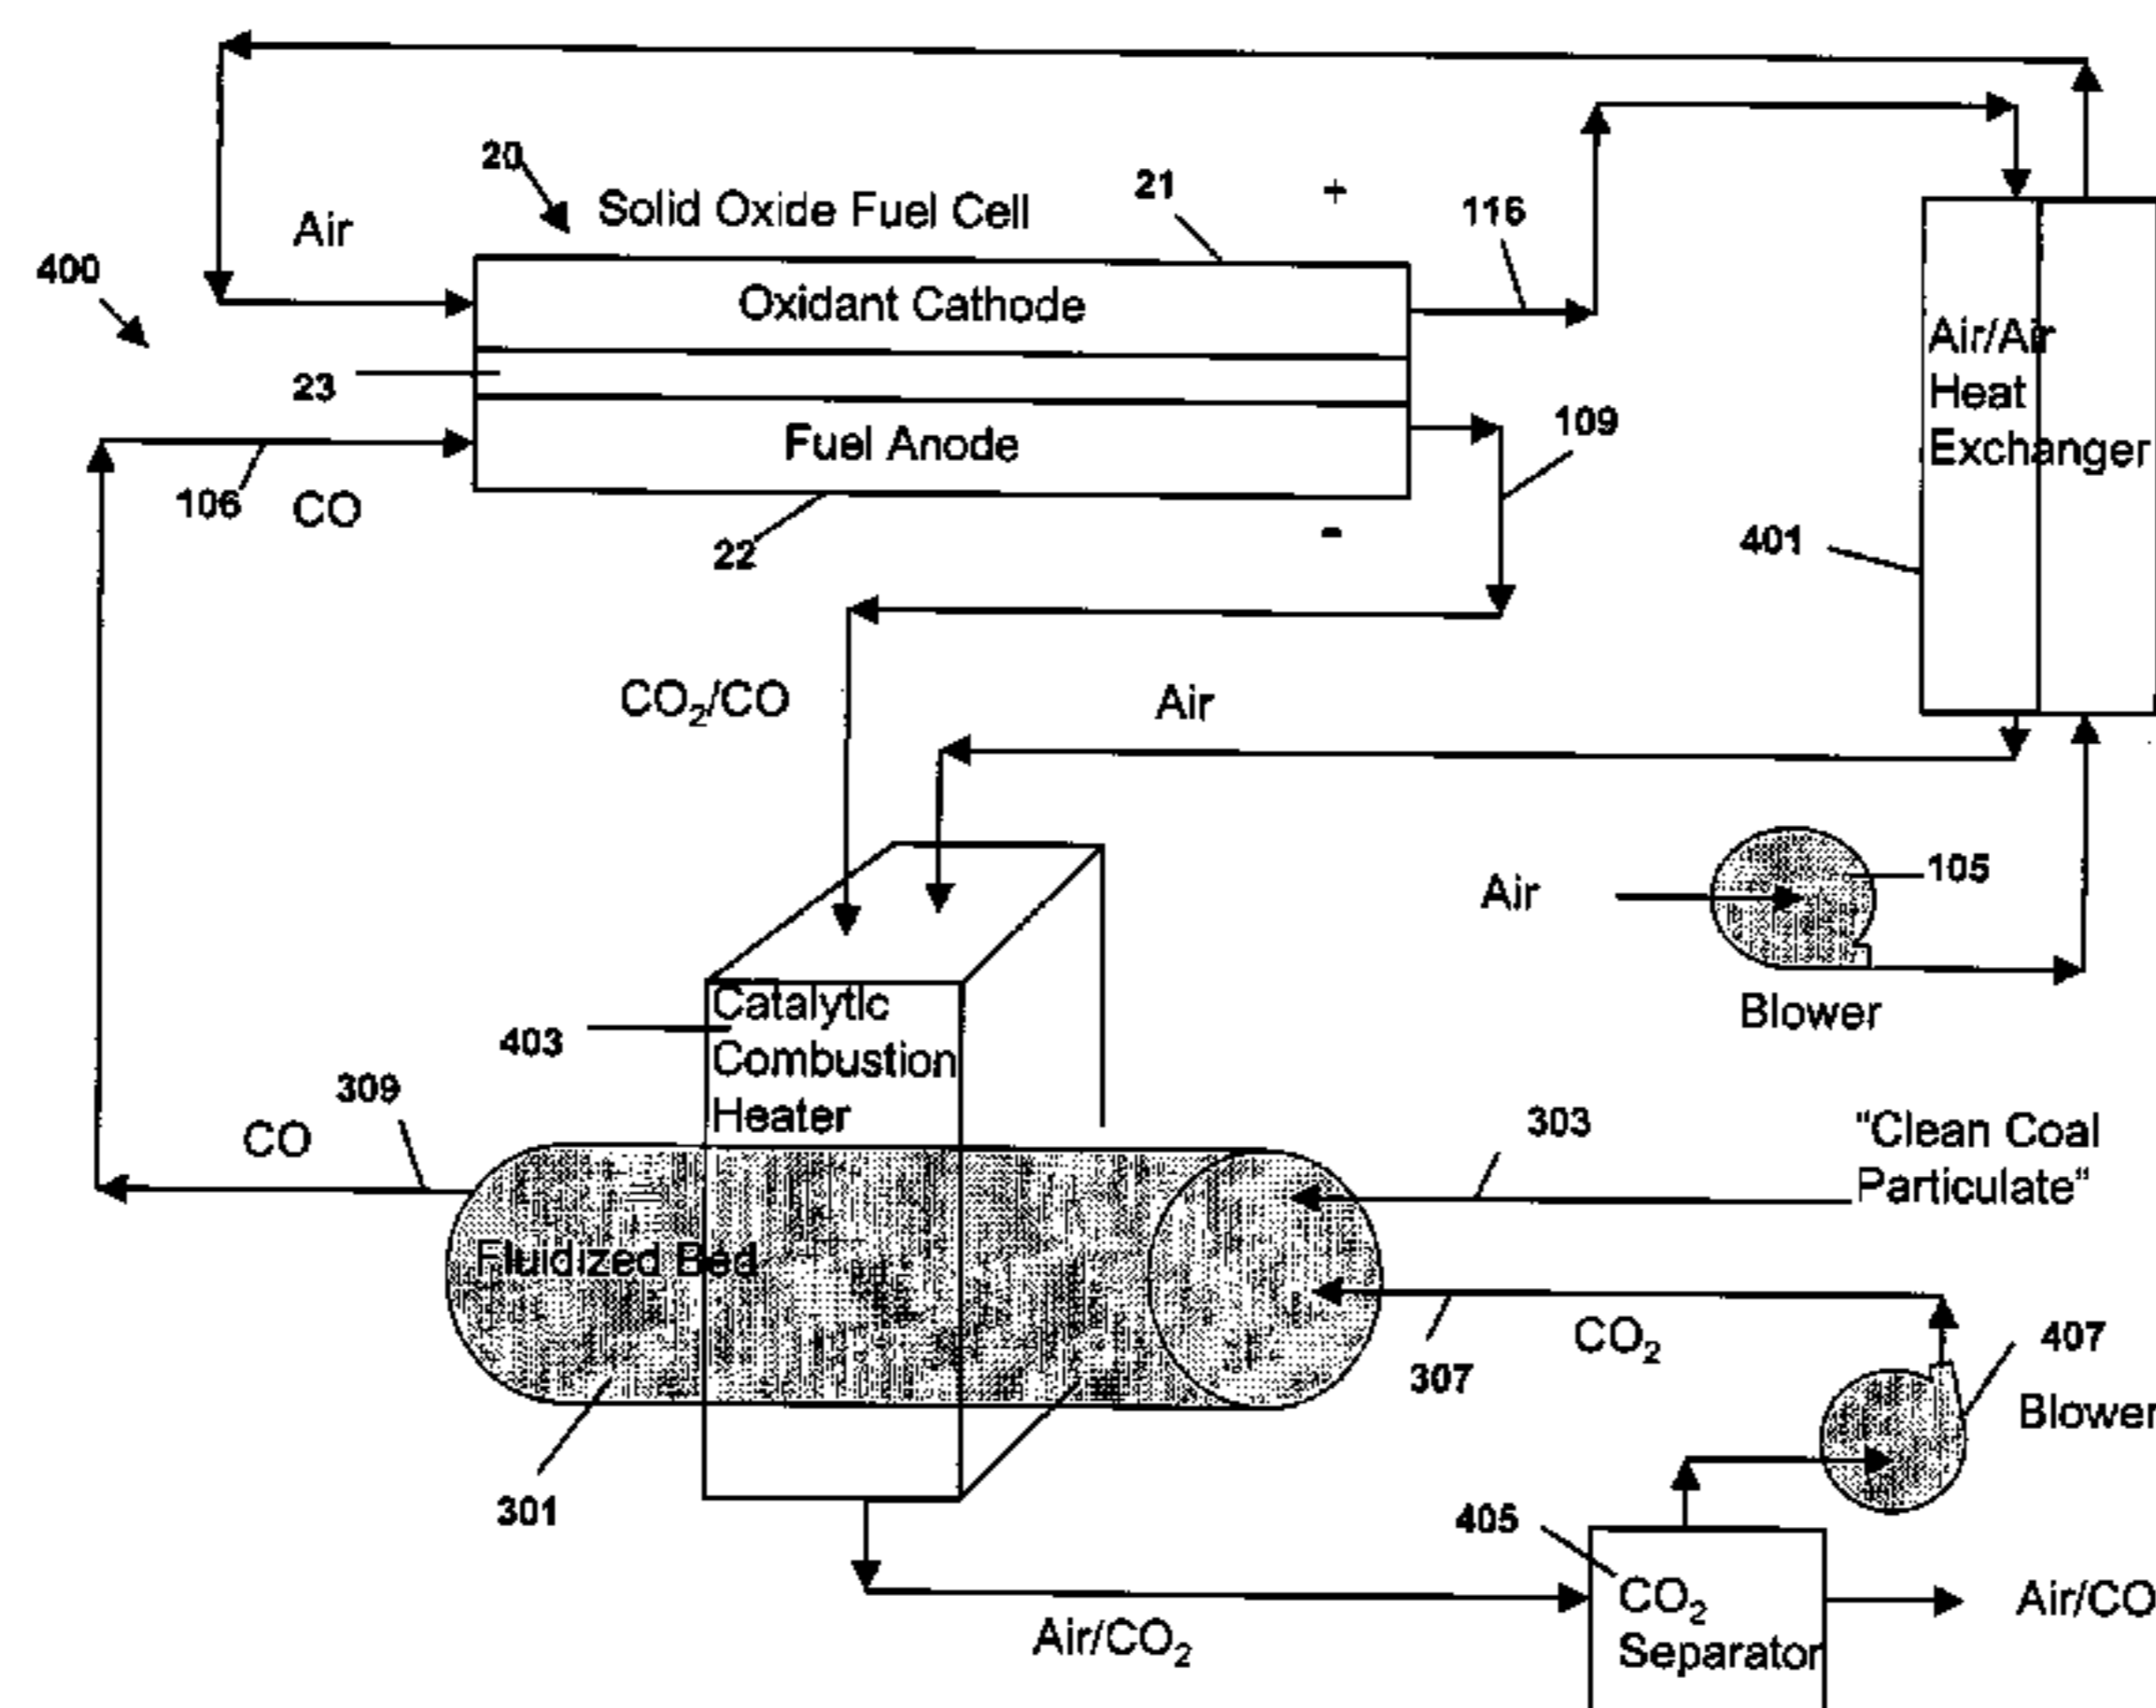 20
Solid Oxide Fuel Cell
21
+
116
Air
400
Oxidant Cathode
Air/Air
Heat
Exchanger
23
109
Fuel Anode
106
CO
22
-
401
CO₂/CO
Air
105
Air
Blower
Catalytic
Combustion
Heater
403
309
CO
303
"Clean Coal
Particulate"
Fluidized Bed
CO₂
307
407
Blower
301
405
CO₂
Separator
Air/CO
Air/CO₂